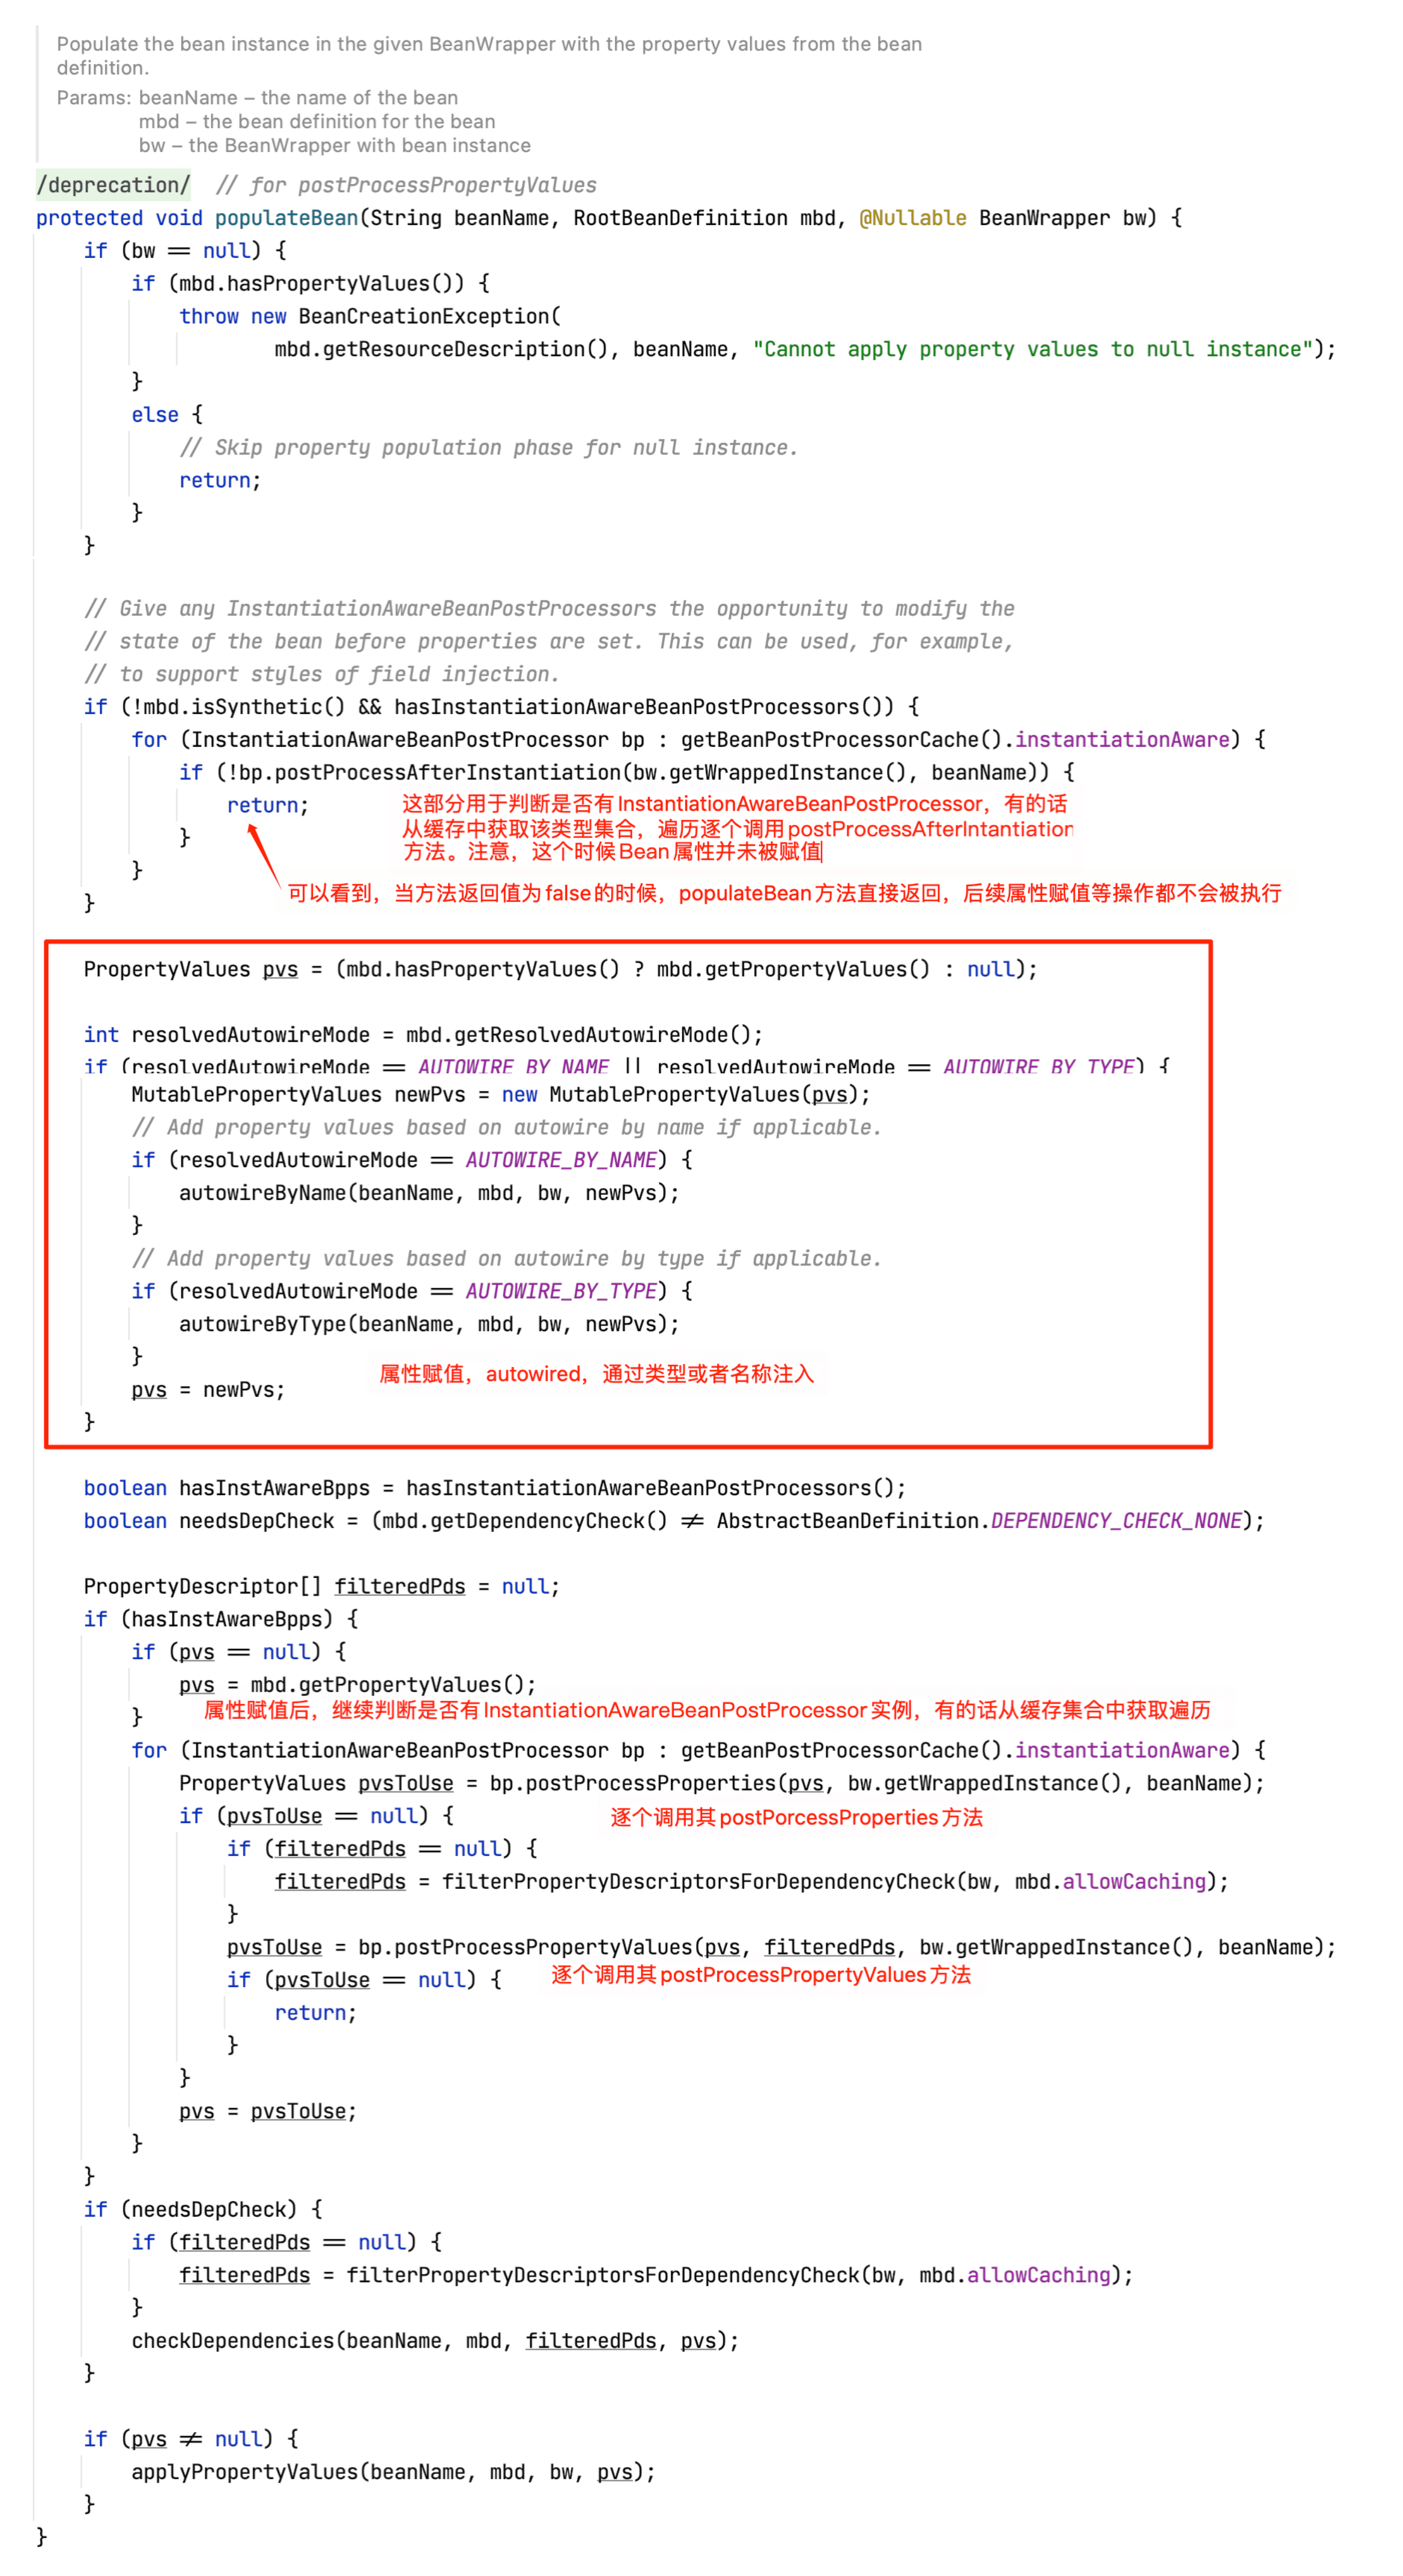 Populate the bean instance in the given BeanWrapper with the property values from the bean
definition.
Params: beanName – the name of the bean
mbd – the bean definition for the bean
bw – the BeanWrapper with bean instance
/deprecation/ // for postProcessPropertyValues
protected void populateBean(String beanName, RootBeanDefinition mbd, @Nullable BeanWrapper bw) {
if (bw == null) {
if (mbd.hasPropertyValues()) {
throw new BeanCreationException(
mbd.getResourceDescription(), beanName, "Cannot apply property values to null instance");
}
else {
// Skip property population phase for null instance.
return;
}
}
// Give any InstantiationAwareBeanPostProcessors the opportunity to modify the
// state of the bean before properties are set. This can be used, for example,
// to support styles of field injection.
if (!mbd.isSynthetic() && hasInstantiationAwareBeanPostProcessors()) {
for (InstantiationAwareBeanPostProcessor bp : getBeanPostProcessorCache().instantiationAware) {
if (!bp.postProcessAfterInstantiation(bw.getWrappedInstance(), beanName)) {
return; 这部分用于判断是否有InstantiationAwareBeanPostProcessor，有的话
从缓存中获取该类型集合，遍历逐个调用postProcessAfterIntantiation
}
方法。注意，这个时候Bean属性并未被赋值
}
可以看到，当方法返回值为false的时候，populateBean方法直接返回，后续属性赋值等操作都不会被执行
}
PropertyValues pvs = (mbd.hasPropertyValues() ? mbd.getPropertyValues() : null);
int resolvedAutowireMode = mbd.getResolvedAutowireMode();
if (resolvedAutowireMode == AUTOWIRE_BY_NAME || resolvedAutowireMode == AUTOWIRE_BY_TYPE) {
MutablePropertyValues newPvs = new MutablePropertyValues(pvs);
// Add property values based on autowire by name if applicable.
if (resolvedAutowireMode == AUTOWIRE_BY_NAME) {
autowireByName(beanName, mbd, bw, newPvs);
}
// Add property values based on autowire by type if applicable.
if (resolvedAutowireMode == AUTOWIRE_BY_TYPE) {
autowireByType(beanName, mbd, bw, newPvs);
}
属性赋值，autowired，通过类型或者名称注入
pvs = newPvs;
}
boolean hasInstAwareBpps = hasInstantiationAwareBeanPostProcessors();
boolean needsDepCheck = (mbd.getDependencyCheck() != AbstractBeanDefinition.DEPENDENCY_CHECK_NONE);
PropertyDescriptor[] filteredPds = null;
if (hasInstAwareBpps) {
if (pvs == null) {
pvs = mbd.getPropertyValues();
} 属性赋值后，继续判断是否有InstantiationAwareBeanPostProcessor实例，有的话从缓存集合中获取遍历
for (InstantiationAwareBeanPostProcessor bp : getBeanPostProcessorCache().instantiationAware) {
PropertyValues pvsToUse = bp.postProcessProperties(pvs, bw.getWrappedInstance(), beanName);
if (pvsToUse == null) { 逐个调用其postPorcessProperties方法
if (filteredPds == null) {
filteredPds = filterPropertyDescriptorsForDependencyCheck(bw, mbd.allowCaching);
}
pvsToUse = bp.postProcessPropertyValues(pvs, filteredPds, bw.getWrappedInstance(), beanName);
if (pvsToUse == null) { 逐个调用其postProcessPropertyValues方法
return;
}
}
pvs = pvsToUse;
}
}
if (needsDepCheck) {
if (filteredPds == null) {
filteredPds = filterPropertyDescriptorsForDependencyCheck(bw, mbd.allowCaching);
}
checkDependencies(beanName, mbd, filteredPds, pvs);
}
if (pvs != null) {
applyPropertyValues(beanName, mbd, bw, pvs);
}
}